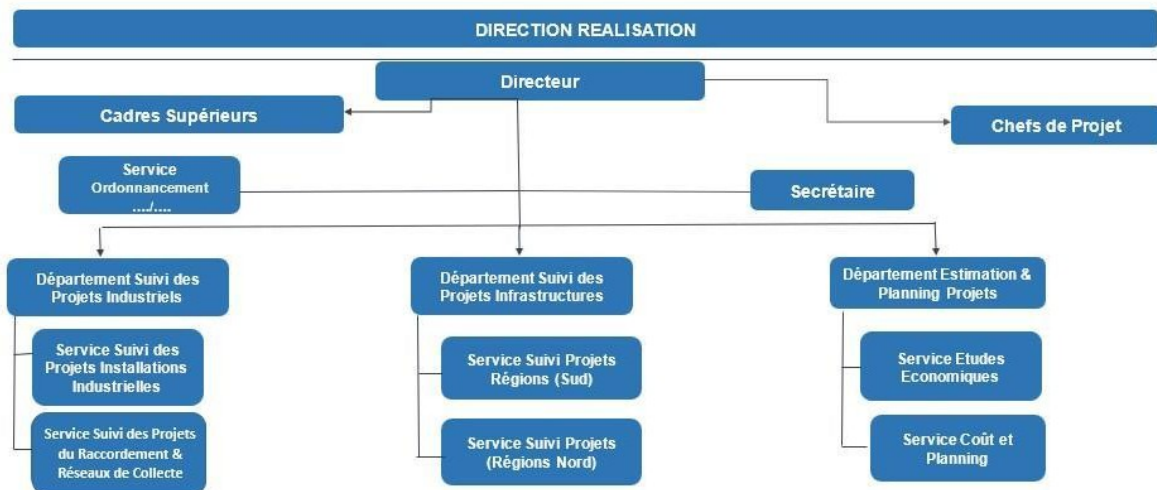 DIRECTION REALISATION
Directeur
Cadres Supérieurs
Chefs de Projet
Service
Ordonnancement
..../....
Secrétaire
Département Suivi des
Projets Industriels
Service Suivi des
Projets Installations
Industrielles
Service Suivi des Projets
du Raccordement &
Réseaux de Collecte
Département Suivi des
Projets Infrastructures
Service Suivi Projets
Régions (Sud)
Service Suivi Projets
(Régions Nord)
Département Estimation &
Planning Projets
Service Etudes
Economiques
Service Coût et
Planning